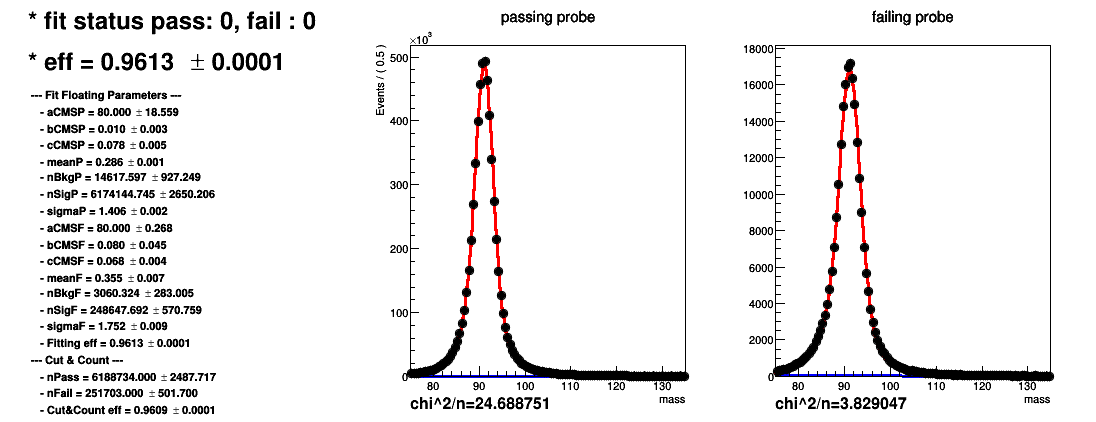 * fit status pass: 0, fail : 0
* eff = 0.9613 ± 0.0001
--- Fit Floating Parameters ---
- aCMSP = 80.000 ± 18.559
- bCMSP = 0.010 ± 0.003
- cCMSP = 0.078 ± 0.005
- meanP = 0.286 ± 0.001
- nBkgP = 14617.597 ± 927.249
- nSigP = 6174144.745 ± 2650.206
- sigmaP = 1.406 ± 0.002
- aCMSF = 80.000 ± 0.268
- bCMSF = 0.080 ± 0.045
- cCMSF = 0.068 ± 0.004
- meanF = 0.355 ± 0.007
- nBkgF = 3060.324 ± 283.005
- nSigF = 248647.692 ± 570.759
- sigmaF = 1.752 ± 0.009
- Fitting eff = 0.9613 ± 0.0001
--- Cut & Count ---
- nPass = 6188734.000 ± 2487.717
- nFail = 251703.000 ± 501.700
- Cut&Count eff = 0.9609 ± 0.0001
passing probe
×10³
Events / ( 0.5 )
500
400
300
200
100
0
80 90 100 110 120 130
mass
chi^2/n=24.688751
failing probe
18000
16000
14000
12000
10000
8000
6000
4000
2000
0
80 90 100 110 120 130
mass
chi^2/n=3.829047